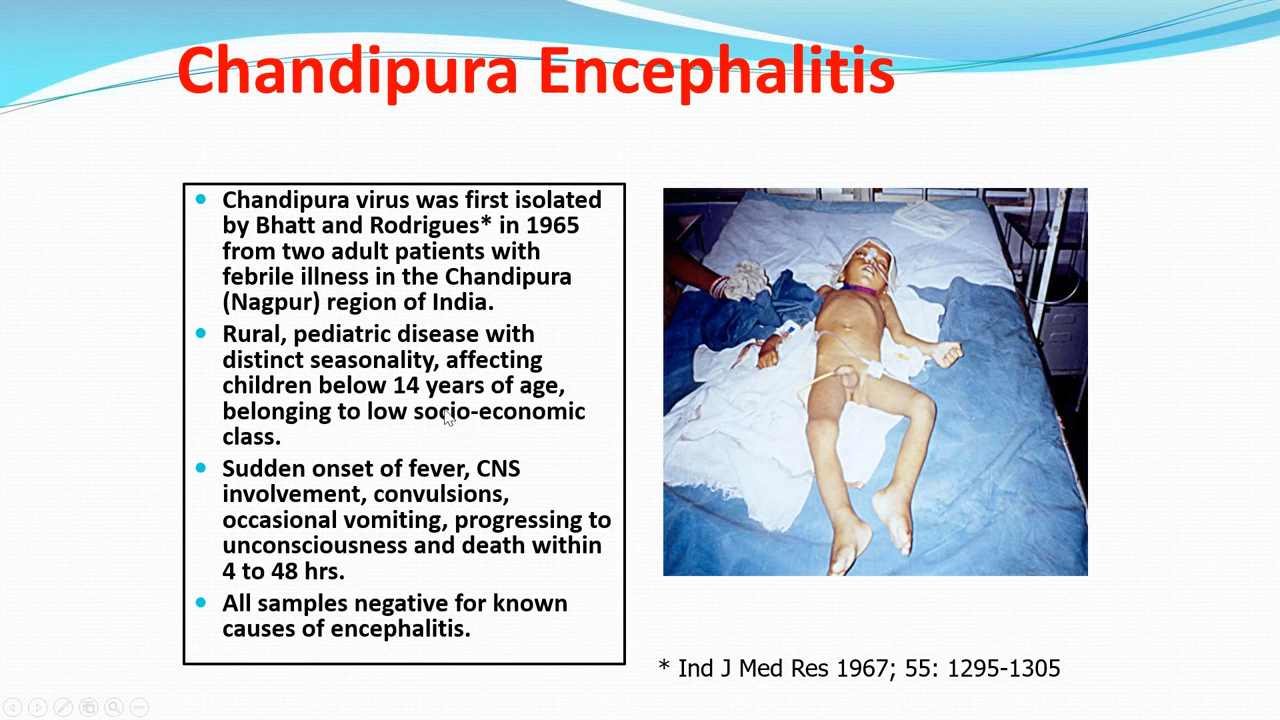 Chandipura Encephalitis
Chandipura virus was first isolated
by Bhatt and Rodrigues* in 1965
from two adult patients with
febrile illness in the Chandipura
(Nagpur) region of India.
Rural, pediatric disease with
distinct seasonality, affecting
children below 14 years of age,
belonging to low socio-economic
class.
Sudden onset of fever, CNS
involvement, convulsions,
occasional vomiting, progressing to
unconsciousness and death within
4 to 48 hrs.
All samples negative for known
causes of encephalitis.
* Ind J Med Res 1967; 55: 1295-1305